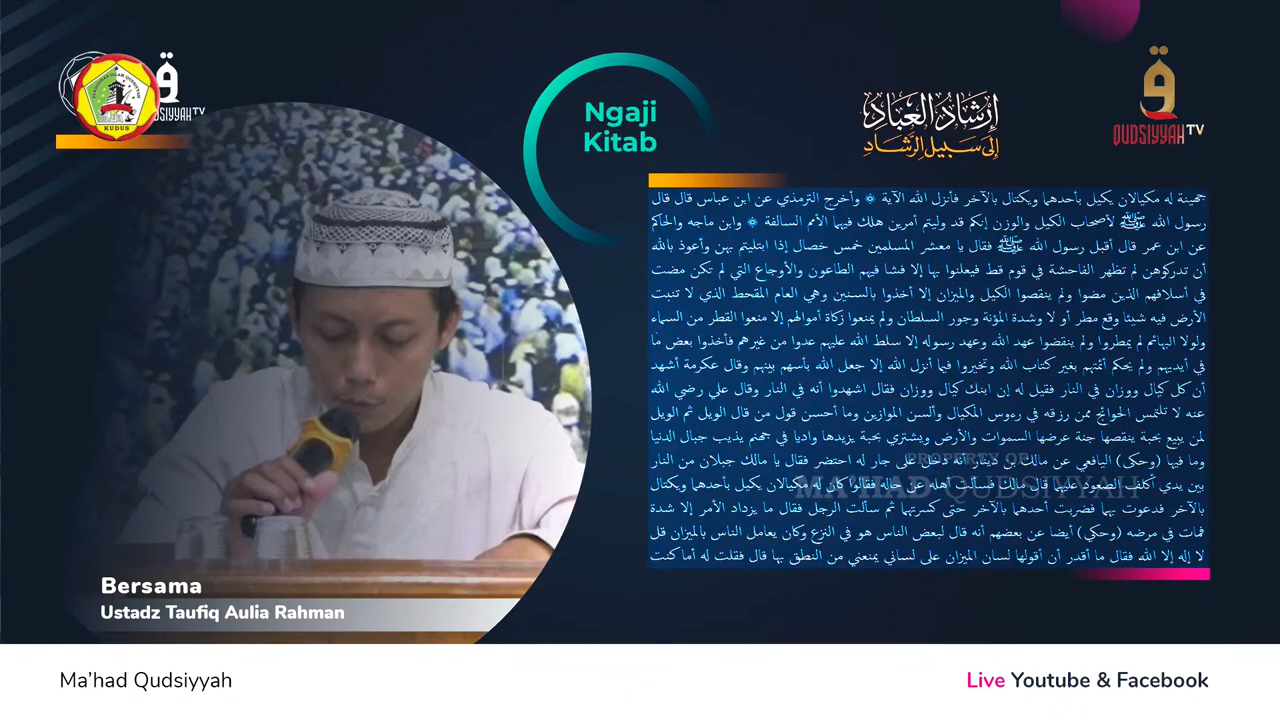 PERGURUAN ISLAM QUDSIYYAH
KUDUS
QUDSIYYAH TV
Ngaji
Kitab
إرشاد العباد
إلى سبيل الرشاد
QUDSIYYAH TV
جهينة له مكيالان يكيل بأحدهما ويكتال بالآخر فأنزل الله الآية وأخرج الترمذي عن ابن عباس قال قال
رسول الله ﷺ لأصحاب الكيل والوزن إنكم قد وليتم أمرين هلك فيهما الأمم السالفة وابن ماجه والحاكم
عن ابن عمر قال أقبل رسول الله ﷺ فقال يا معشر المسلمين خمس خصال إذا ابتليتم بهن وأعوذ بالله
أن تدركوهن لم تظهر الفاحشة في قوم قط فيعلنوا بها إلا فشا فيهم الطاعون والأوجاع التي لم تكن مضت
في أسلافهم الذين مضوا ولم ينقصوا الكيل والميزان إلا أخذوا بالسنين وهي العام المقحط الذي لا تنبت
الأرض فيه شيئا وقع مطر أو لا وشدة المؤنة وجور السلطان ولم يمنعوا زكاة أموالهم إلا منعوا القطر من السماء
ولولا البهائم لم يمطروا ولم ينقضوا عهد الله وعهد رسوله إلا سلط الله عليهم عدوا من غيرهم فأخذوا بعض ما
في أيديهم ولم يحكم أئمتهم بغير كتاب الله وتخيروا فيما أنزل الله إلا جعل الله بأسهم بينهم وقال عكرمة أشهد
أن كل كيال ووزان في النار فقيل له إن ابنك كيال ووزان فقال اشهدوا أنه في النار وقال علي رضي الله
عنه لا تلتمس الحوائج ممن رزقه في رءوس المكيال وألسن الموازين وما أحسن قول من قال الويل ثم الويل
لمن يبيع بحبة ينقصها جنة عرضها السموات والأرض ويشتري بحبة يزيدها واديا في جهنم يذيب جبال الدنيا
وما فيها (وحكى) اليافعي عن مالك بن دينار أنه دخل على جار له احتضر فقال يا مالك جبلان من النار
بين يدي أكلف الصعود عليهما قال مالك فسألت أهله عن حاله فقالوا كان له مكيالان يكيل بأحدهما ويكتال
بالآخر فدعوت بهما فضربت أحدهما بالآخر حتى كسرتهما ثم سألت الرجل فقال ما يزداد الأمر إلا شدة
فمات في مرضه (وحكي) أيضا عن بعضهم أنه قال لبعض الناس هو في النزع وكان يعامل الناس بالميزان قل
لا إله إلا الله فقال ما أقدر أن أقولها لسان الميزان على لساني يمنعني من النطق بها قال فقلت له أما كنت
PROPERTY OF
MA'HAD QUDSIYYAH
Bersama
Ustadz Taufiq Aulia Rahman
Ma'had Qudsiyyah
Live Youtube & Facebook